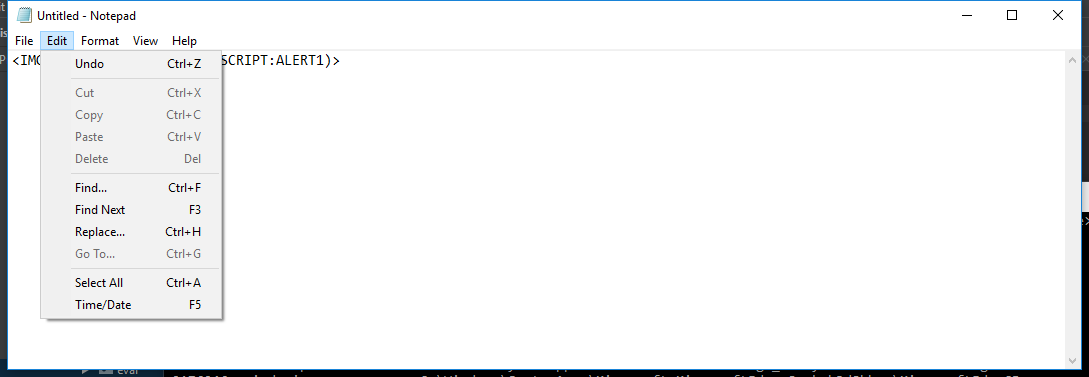 Untitled - Notepad
File Edit Format View Help
<IMG SCRIPT:ALERT1)>
Undo Ctrl+Z
Cut Ctrl+X
Copy Ctrl+C
Paste Ctrl+V
Delete Del
Find... Ctrl+F
Find Next F3
Replace... Ctrl+H
Go To... Ctrl+G
Select All Ctrl+A
Time/Date F5
eval